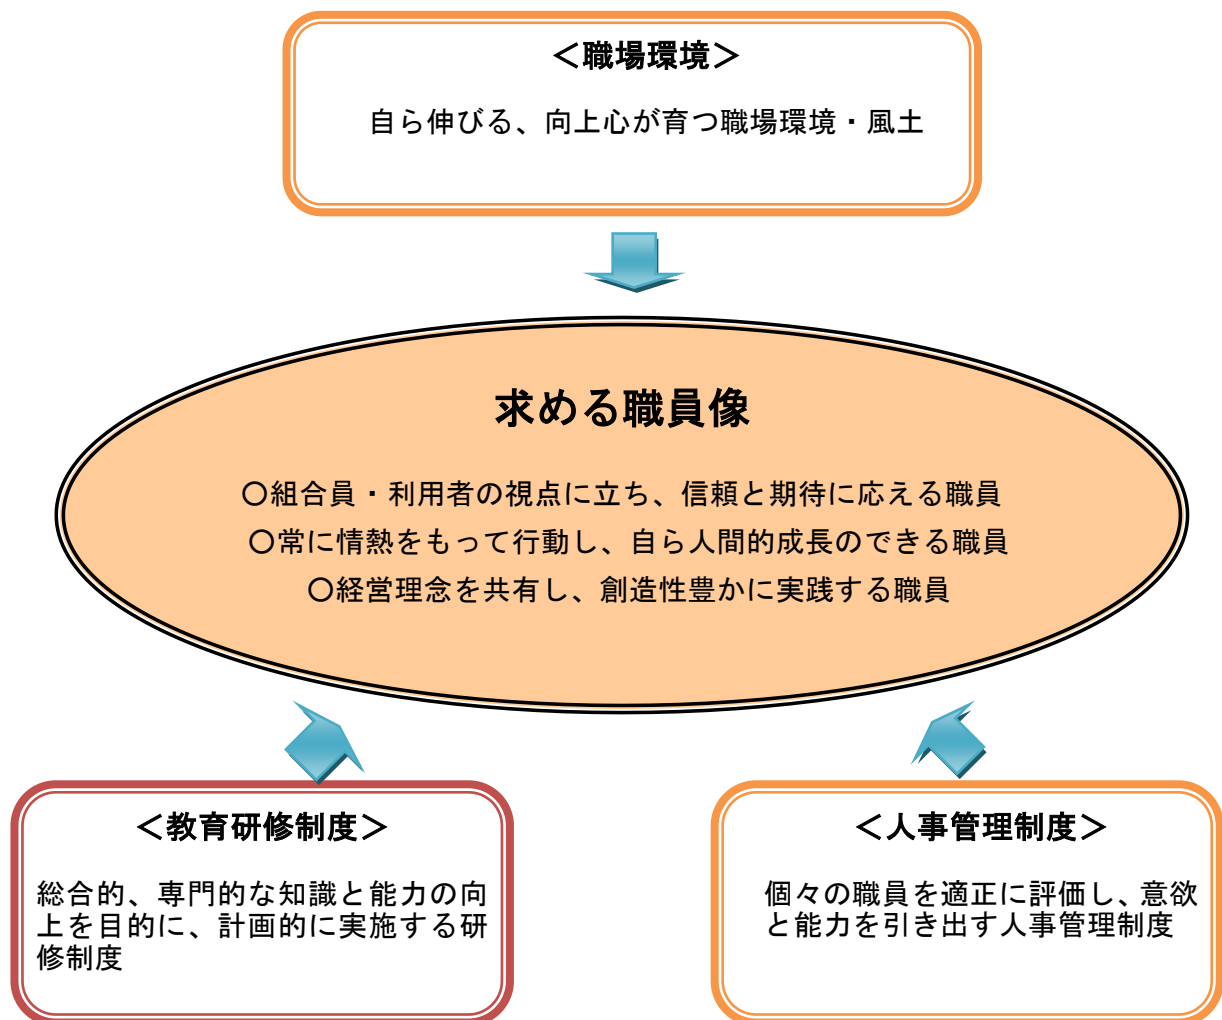 ＜職場環境＞
自ら伸びる、向上心が育つ職場環境・風土
求める職員像
〇組合員・利用者の視点に立ち、信頼と期待に応える職員
〇常に情熱をもって行動し、自ら人間的成長のできる職員
〇経営理念を共有し、創造性豊かに実践する職員
＜教育研修制度＞
総合的、専門的な知識と能力の向
上を目的に、計画的に実施する研
修制度
＜人事管理制度＞
個々の職員を適正に評価し、意欲
と能力を引き出す人事管理制度